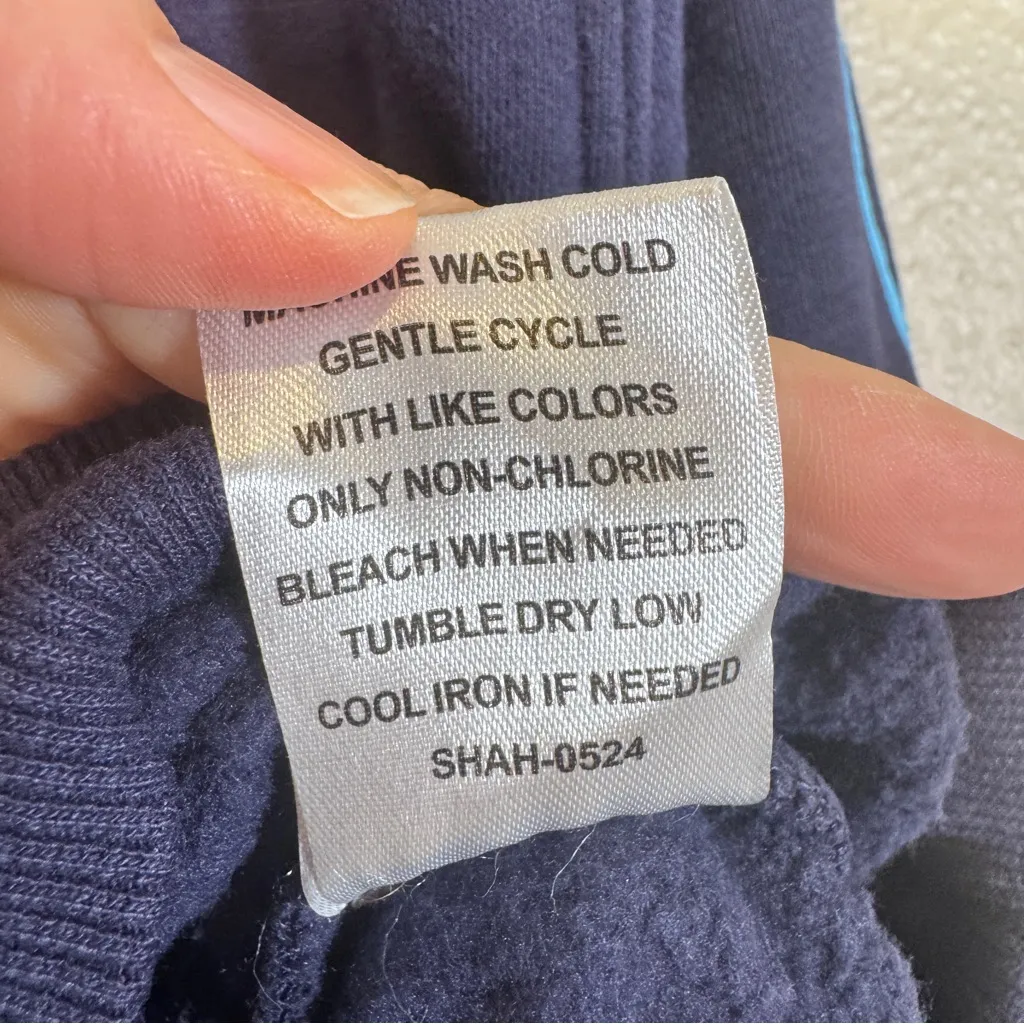 MACHINE WASH COLD
GENTLE CYCLE
WITH LIKE COLORS
ONLY NON-CHLORINE
BLEACH WHEN NEEDED
TUMBLE DRY LOW
COOL IRON IF NEEDED
SHAH-0524